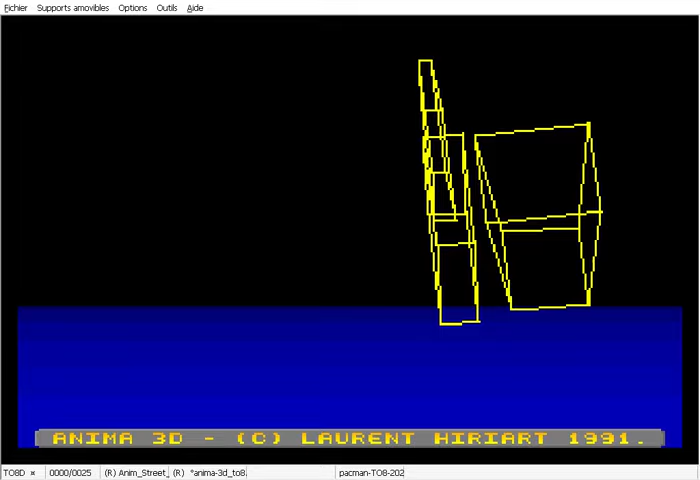 Fichier Supports amovibles Options Outils Aide
ANIMA 3D - (C) LAURENT HIRIART 1991.
TO8D × 0000/0025 (R) Anim_Street_ (R) *anima-3d_to8. pacman-TO8-202